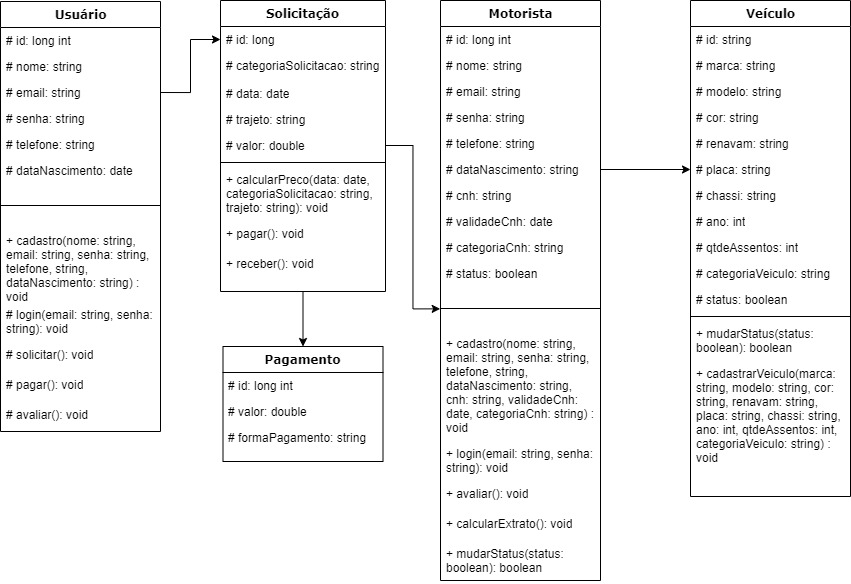 Usuário
# id: long int
# nome: string
# email: string
# senha: string
# telefone: string
# dataNascimento: date
+ cadastro(nome: string,
email: string, senha: string,
telefone, string,
dataNascimento: string) :
void
# login(email: string, senha:
string): void
# solicitar(): void
# pagar(): void
# avaliar(): void
Solicitação
# id: long
# categoriaSolicitacao: string
# data: date
# trajeto: string
# valor: double
+ calcularPreco(data: date,
categoriaSolicitacao: string,
trajeto: string): void
+ pagar(): void
+ receber(): void
Pagamento
# id: long int
# valor: double
# formaPagamento: string
Motorista
# id: long int
# nome: string
# email: string
# senha: string
# telefone: string
# dataNascimento: string
# cnh: string
# validadeCnh: date
# categoriaCnh: string
# status: boolean
+ cadastro(nome: string,
email: string, senha: string,
telefone, string,
dataNascimento: string,
cnh: string, validadeCnh:
date, categoriaCnh: string) :
void
+ login(email: string, senha:
string): void
+ avaliar(): void
+ calcularExtrato(): void
+ mudarStatus(status:
boolean): boolean
Veículo
# id: string
# marca: string
# modelo: string
# cor: string
# renavam: string
# placa: string
# chassi: string
# ano: int
# qtdeAssentos: int
# categoriaVeiculo: string
# status: boolean
+ mudarStatus(status:
boolean): boolean
+ cadastrarVeiculo(marca:
string, modelo: string, cor:
string, renavam: string,
placa: string, chassi: string,
ano: int, qtdeAssentos: int,
categoriaVeiculo: string) :
void